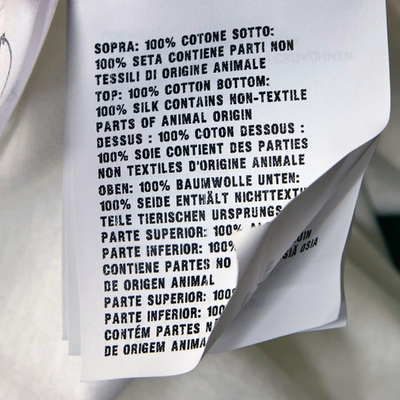 SOPRA: 100% COTONE SOTTO:
100% SETA CONTIENE PARTI NON
TESSILI DI ORIGINE ANIMALE
TOP: 100% COTTON BOTTOM:
100% SILK CONTAINS NON-TEXTILE
PARTS OF ANIMAL ORIGIN
DESSUS : 100% COTON DESSOUS :
100% SOIE CONTIENT DES PARTIES
NON TEXTILES D'ORIGINE ANIMALE
OBEN: 100% BAUMWOLLE UNTEN:
100% SEIDE ENTHÄLT NICHTTEXTI
TEILE TIERISCHEN URSPRUNGS
PARTE SUPERIOR: 100%
PARTE INFERIOR: 100%
CONTIENE PARTES NO
DE ORIGEN ANIMAL
PARTE SUPERIOR: 100
PARTE INFERIOR: 100
CONTÉM PARTES
DE ORIGEM ANIMA